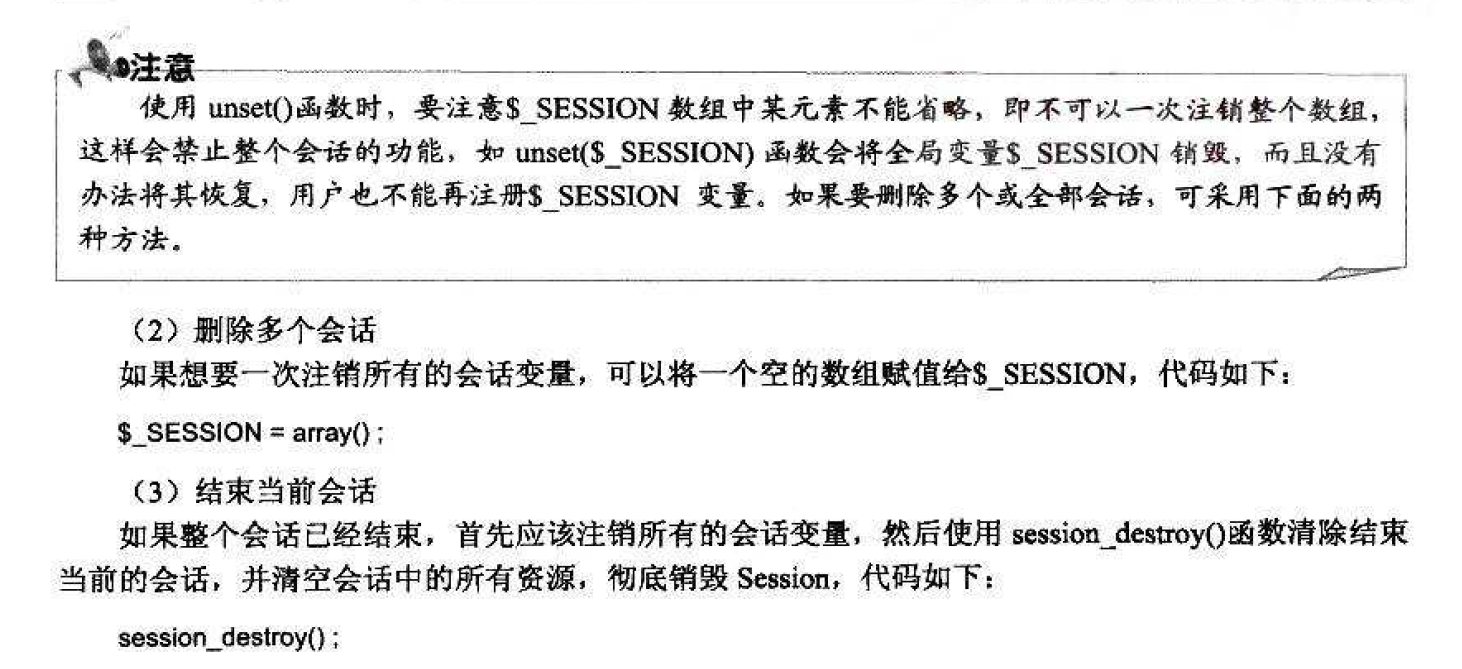 注意
使用 unset()函数时，要注意$_SESSION 数组中某元素不能省略，即不可以一次注销整个数组，
这样会禁止整个会话的功能，如 unset($_SESSION) 函数会将全局变量$_SESSION 销毁，而且没有
办法将其恢复，用户也不能再注册$_SESSION 变量。如果要删除多个或全部会话，可采用下面的两
种方法。
（2）删除多个会话
如果想要一次注销所有的会话变量，可以将一个空的数组赋值给$_SESSION，代码如下：
$_SESSION = array() ;
（3）结束当前会话
如果整个会话已经结束，首先应该注销所有的会话变量，然后使用 session_destroy()函数清除结束
当前的会话，并清空会话中的所有资源，彻底销毁 Session，代码如下：
session_destroy() ;